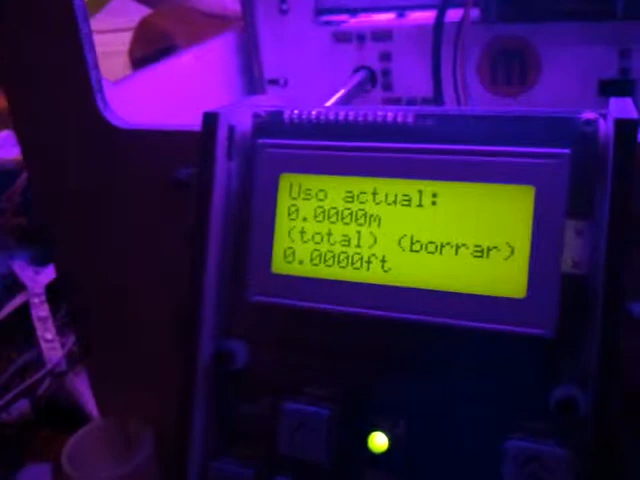 Uso actual:
0.0000m
(total) (borrar)
0.0000ft